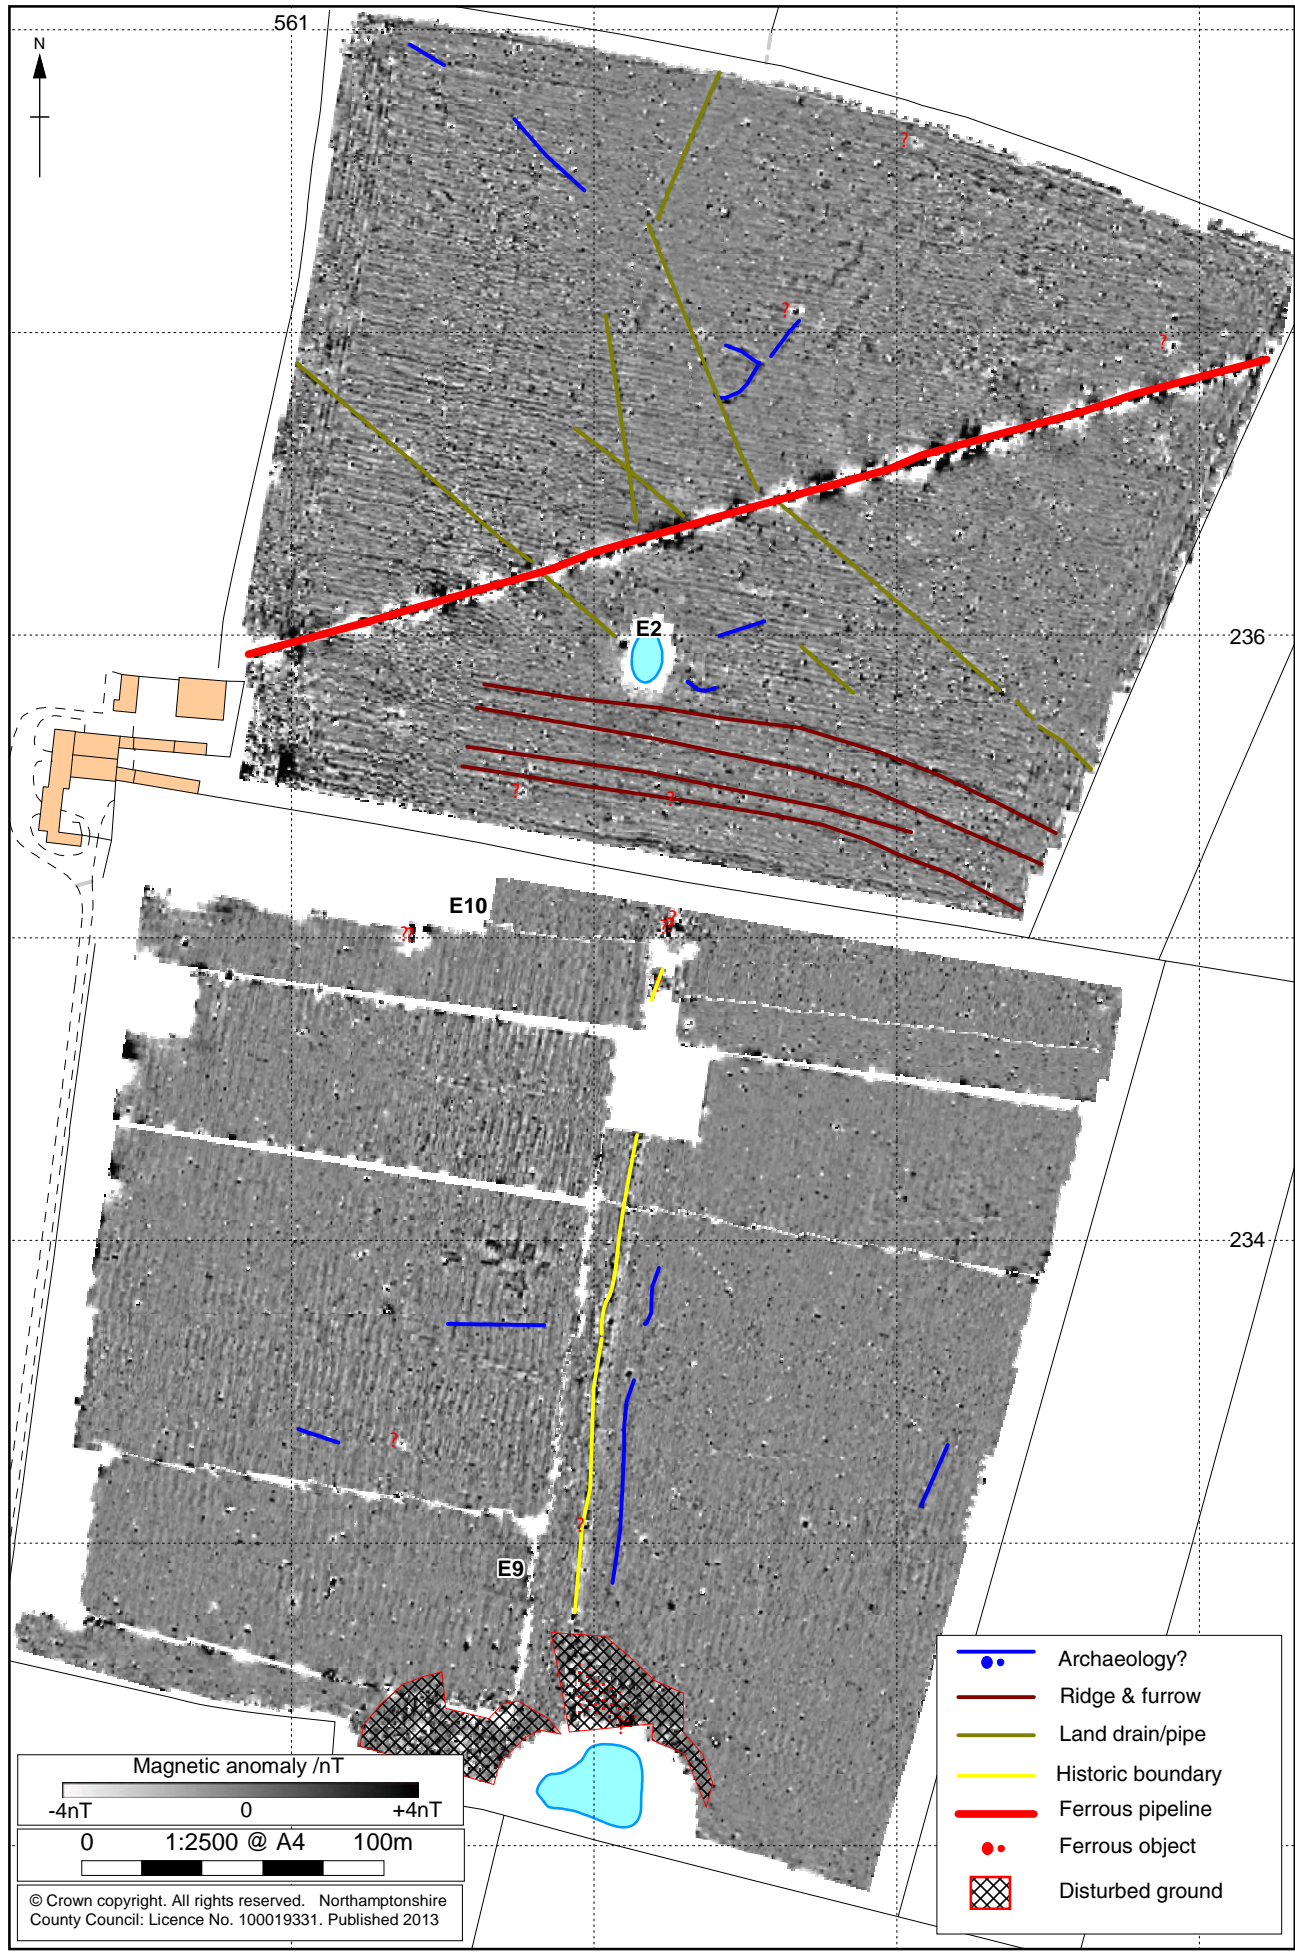 561
N
?
?
?
E2
236
?
?
E10
??
???
234
?
?
E9
Archaeology?
Ridge & furrow
Land drain/pipe
Historic boundary
Ferrous pipeline
Ferrous object
Disturbed ground
Magnetic anomaly /nT
-4nT 0 +4nT
0 1:2500 @ A4 100m
© Crown copyright. All rights reserved. Northamptonshire
County Council: Licence No. 100019331. Published 2013